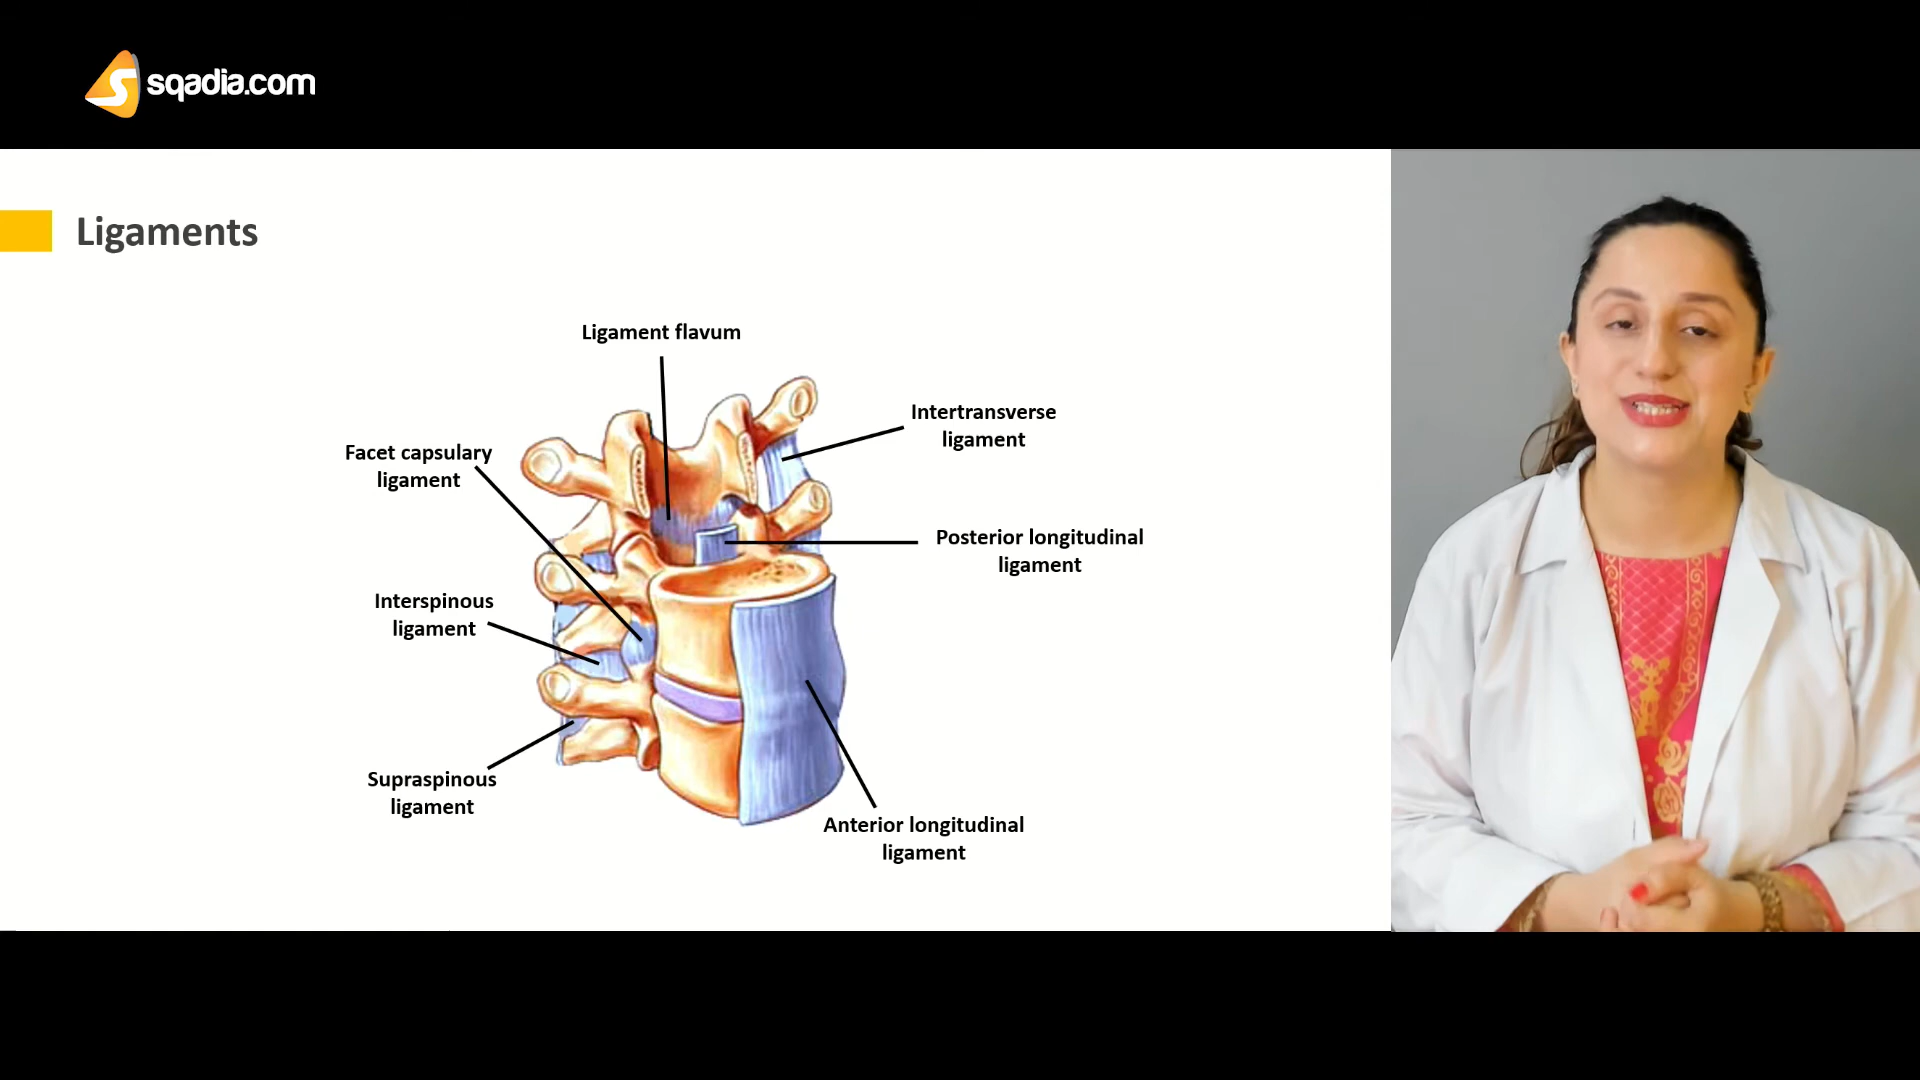 sqadia.com
Ligaments
Ligament flavum
Intertransverse
ligament
Facet capsulary
ligament
Posterior longitudinal
ligament
Interspinous
ligament
Supraspinous
ligament
Anterior longitudinal
ligament